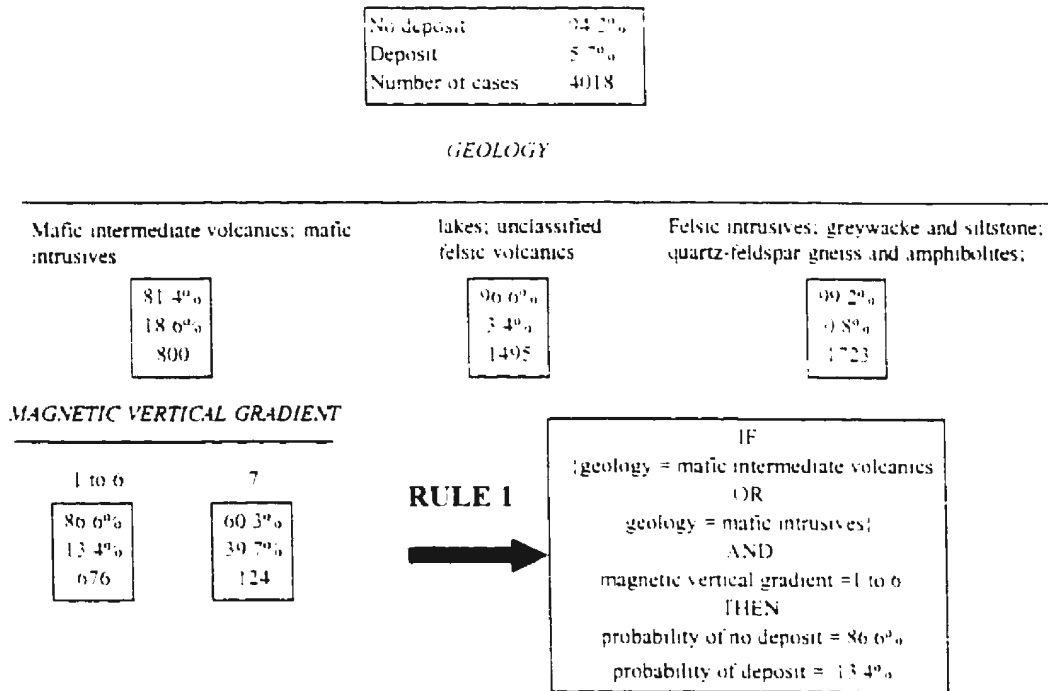 No deposit 94.2%
Deposit 5.7%
Number of cases 4018
GEOLOGY
Mafic intermediate volcanics; mafic
intrusives
81.4%
18.6%
800
lakes; unclassified
felsic volcanics
96.6%
3.4%
1495
Felsic intrusives; greywacke and siltstone;
quartz-feldspar gneiss and amphibolites;
99.2%
0.8%
1723
MAGNETIC VERTICAL GRADIENT
1 to 6
86.6%
13.4%
676
7
60.3%
39.7%
124
RULE 1
IF
{geology = mafic intermediate volcanics
OR
geology = mafic intrusives}
AND
magnetic vertical gradient =1 to 6
THEN
probability of no deposit = 86.6%
probability of deposit = 13.4%